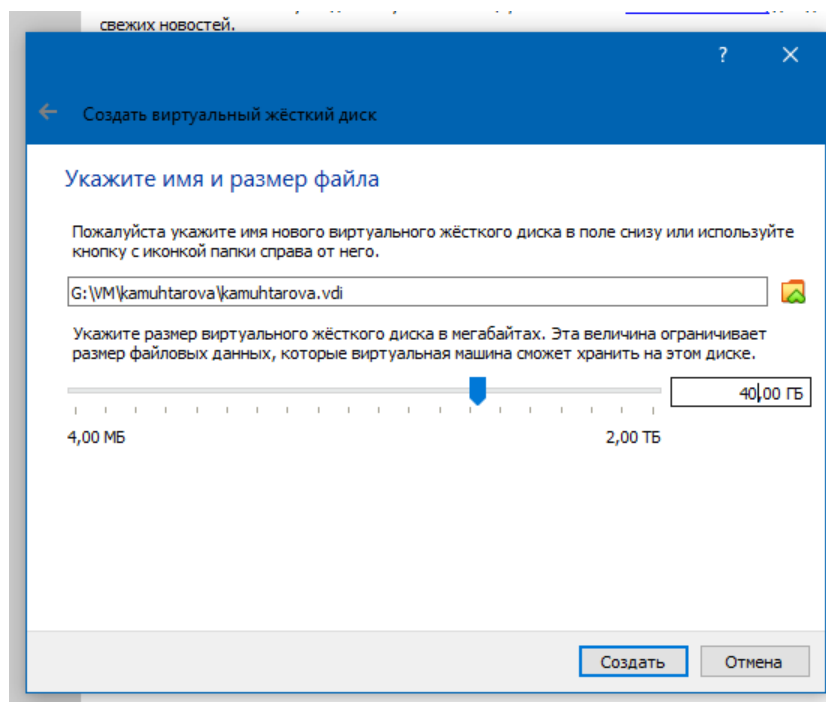 свежих новостей.
?
Создать виртуальный жёсткий диск
Укажите имя и размер файла
Пожалуйста укажите имя нового виртуального жёсткого диска в поле снизу или используйте
кнопку с иконкой папки справа от него.
G:\VM\kamuhtarova\kamuhtarova.vdi
Укажите размер виртуального жёсткого диска в мегабайтах. Эта величина ограничивает
размер файловых данных, которые виртуальная машина сможет хранить на этом диске.
40,00 ГБ
4,00 МБ 2,00 ТБ
Создать Отмена